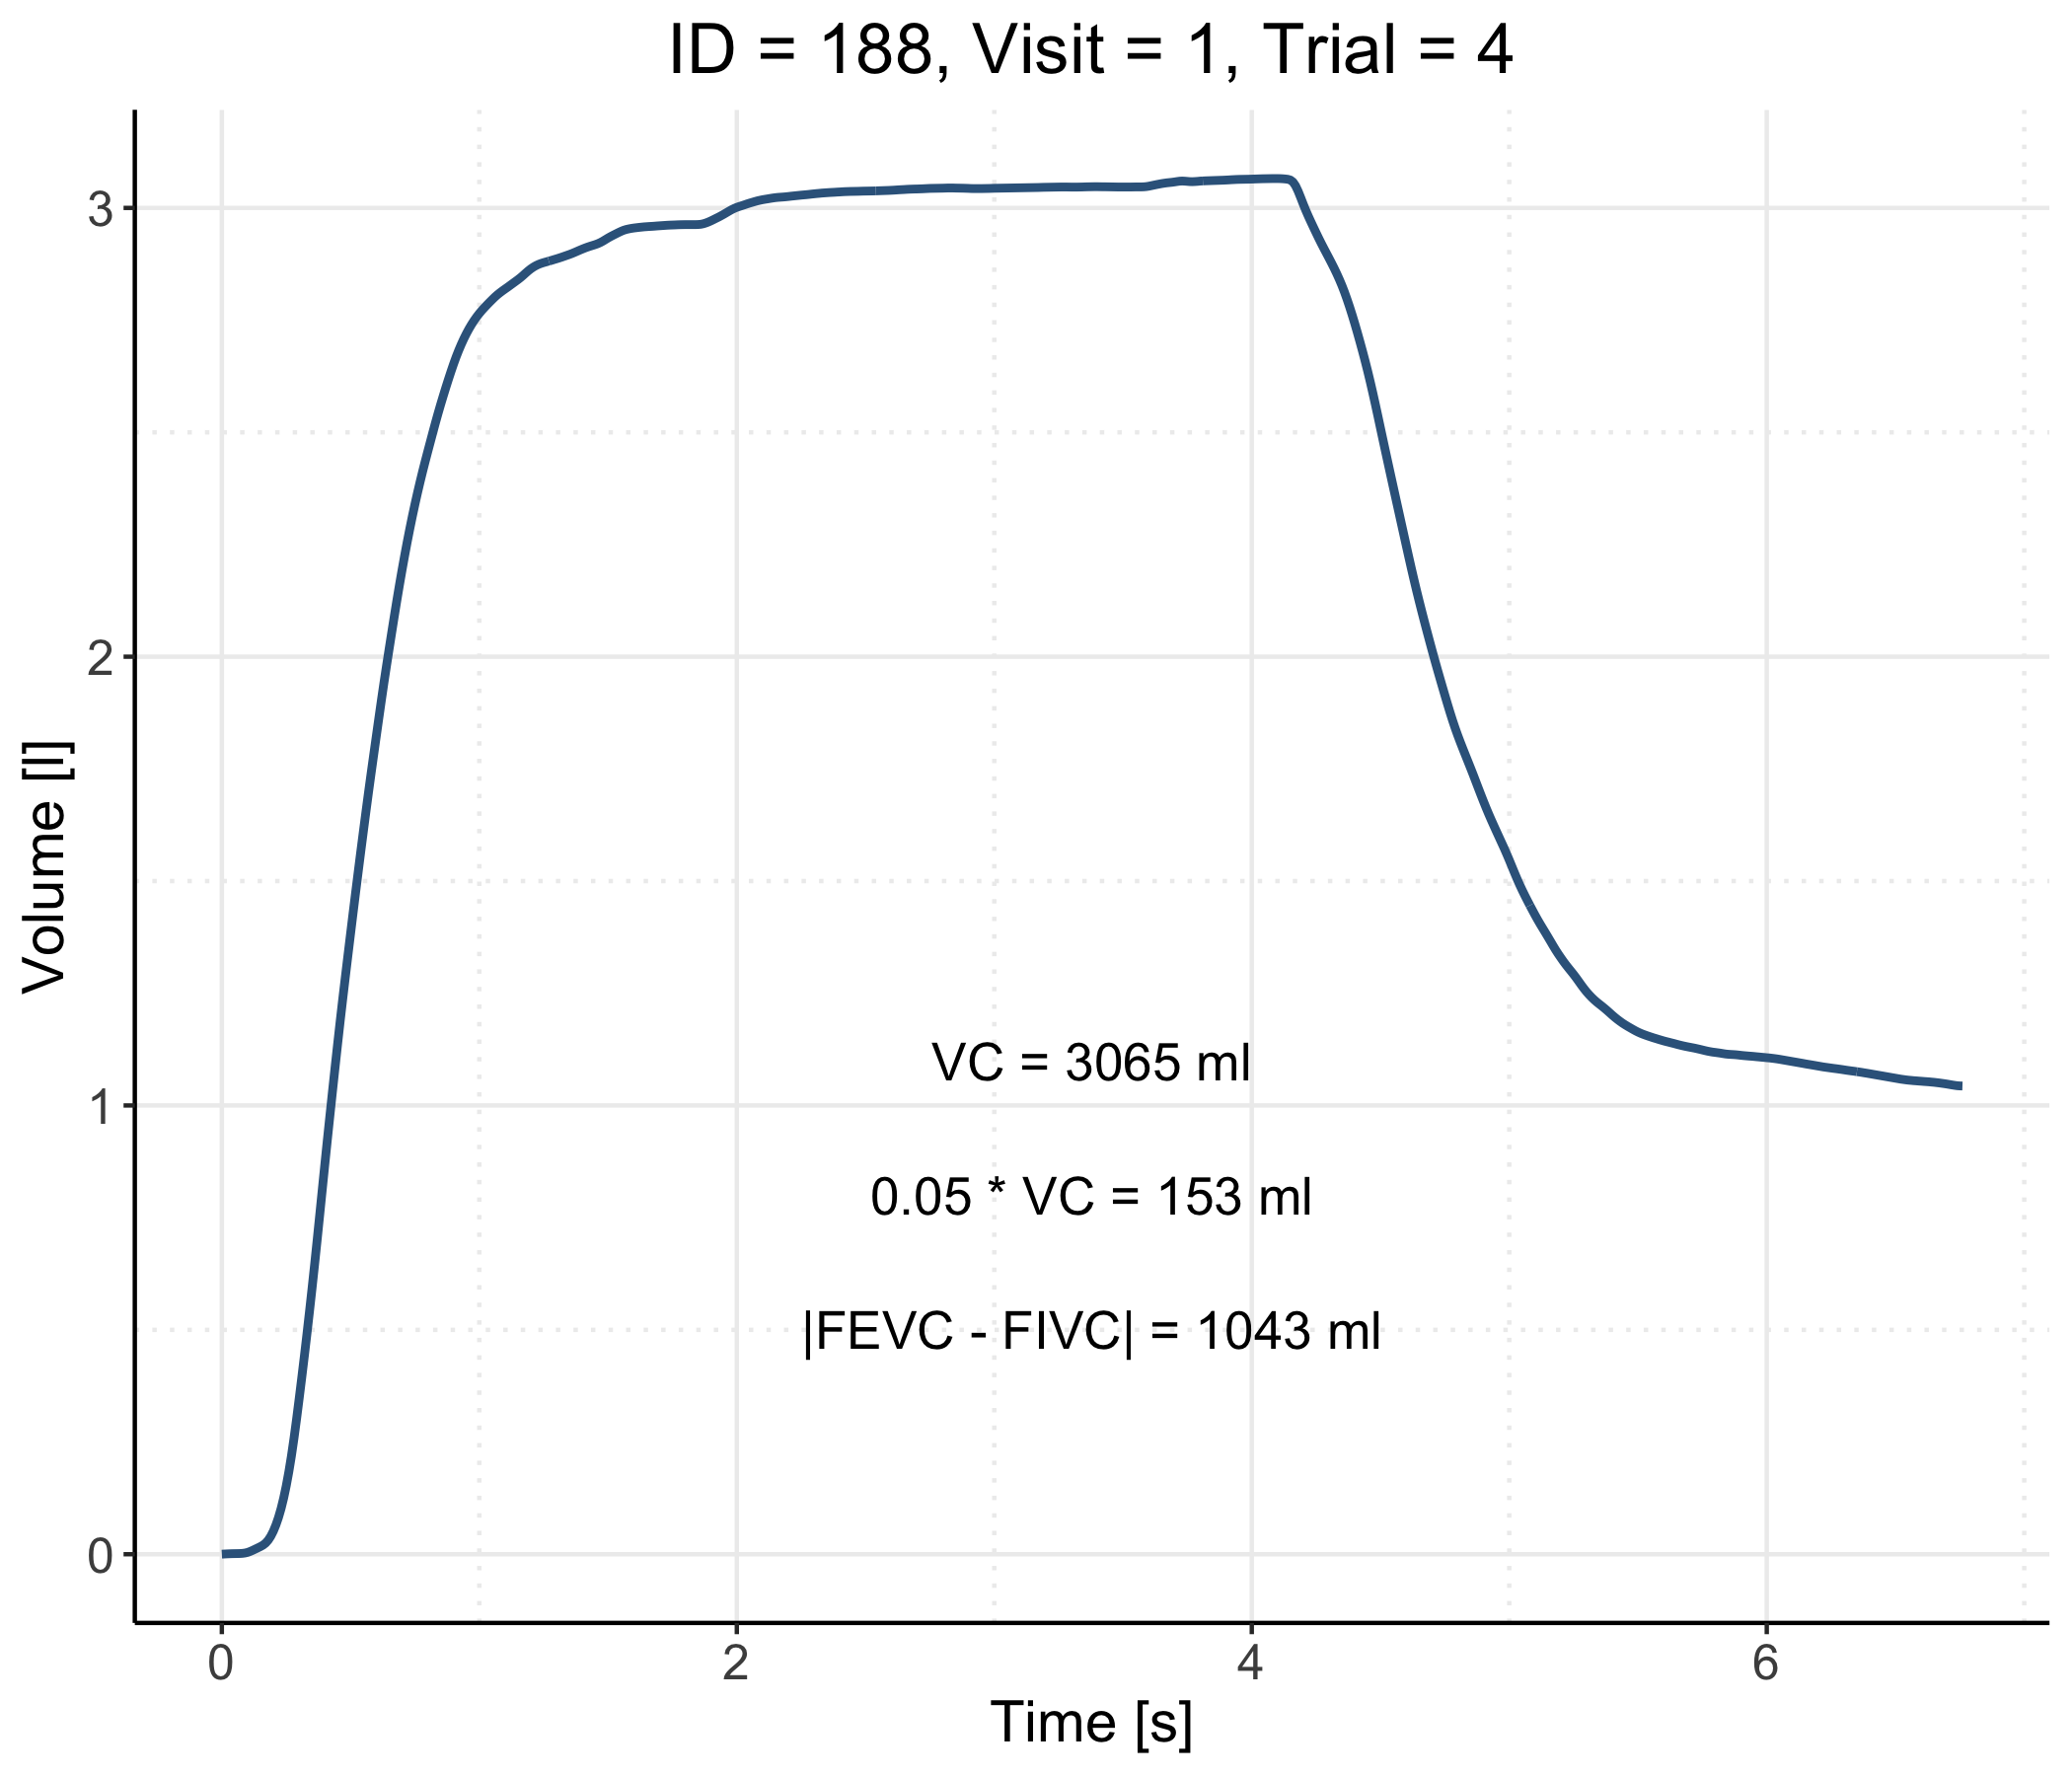 ID = 188, Visit = 1, Trial = 4
3
2
1
0
Volume [l]
VC = 3065 ml
0.05 * VC = 153 ml
|FEVC - FIVC| = 1043 ml
0 2 4 6
Time [s]